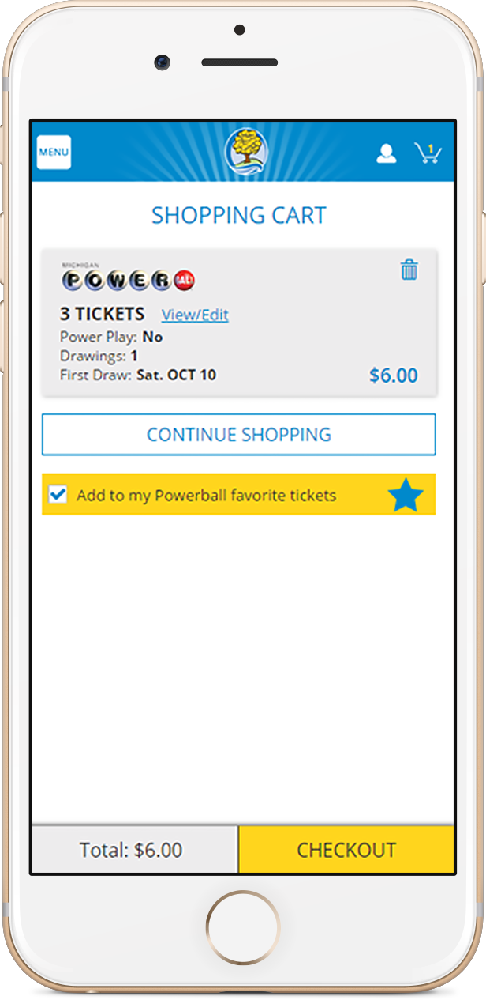 MENU
1
SHOPPING CART
MICHIGAN
POWERBALL
3 TICKETS View/Edit
Power Play: No
Drawings: 1
First Draw: Sat. OCT 10
$6.00
CONTINUE SHOPPING
Add to my Powerball favorite tickets
Total: $6.00
CHECKOUT